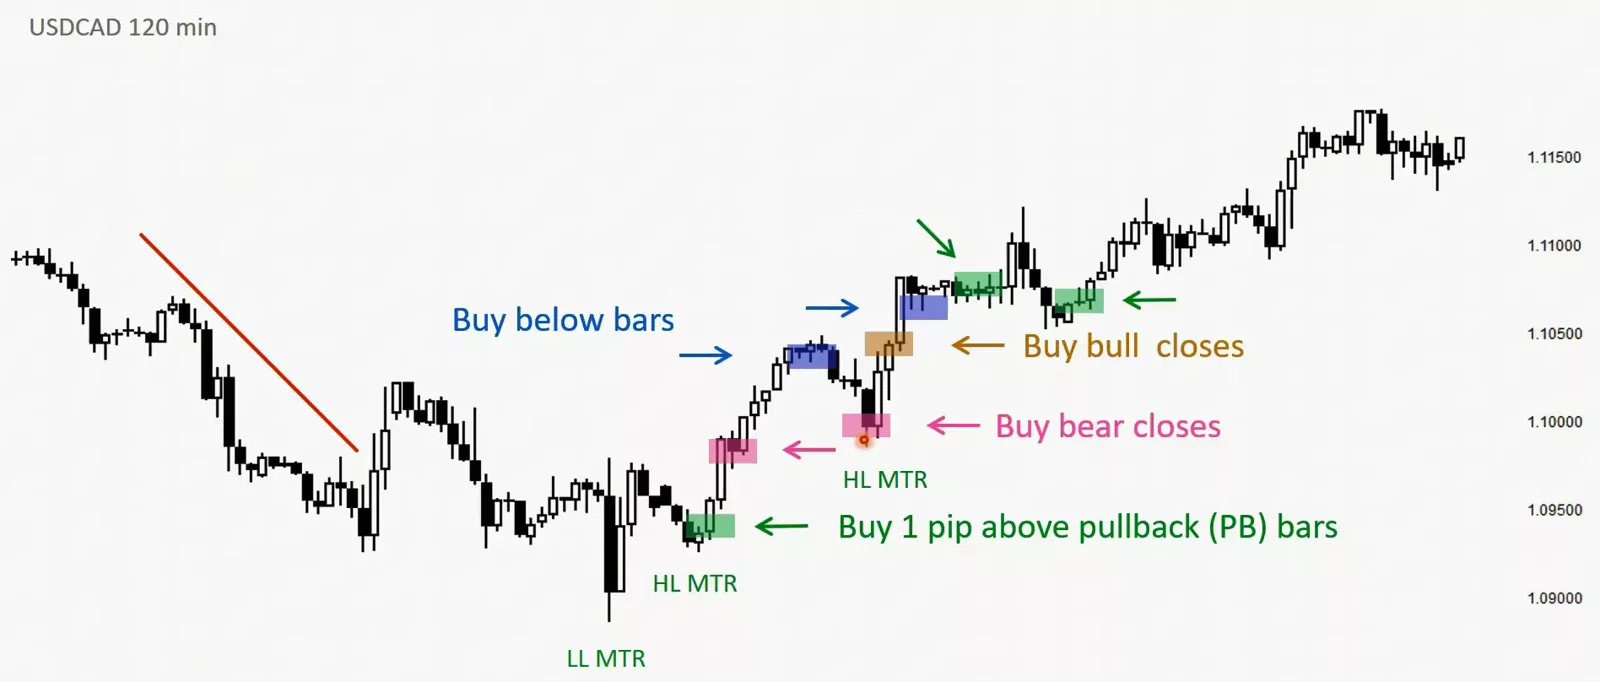 USDCAD 120 min
1.11500
1.11000
Buy below bars
1.10500
Buy bull  closes
1.10000
Buy bear closes
HL MTR
1.09500
Buy 1 pip above pullback (PB) bars
HL MTR
1.09000
LL MTR